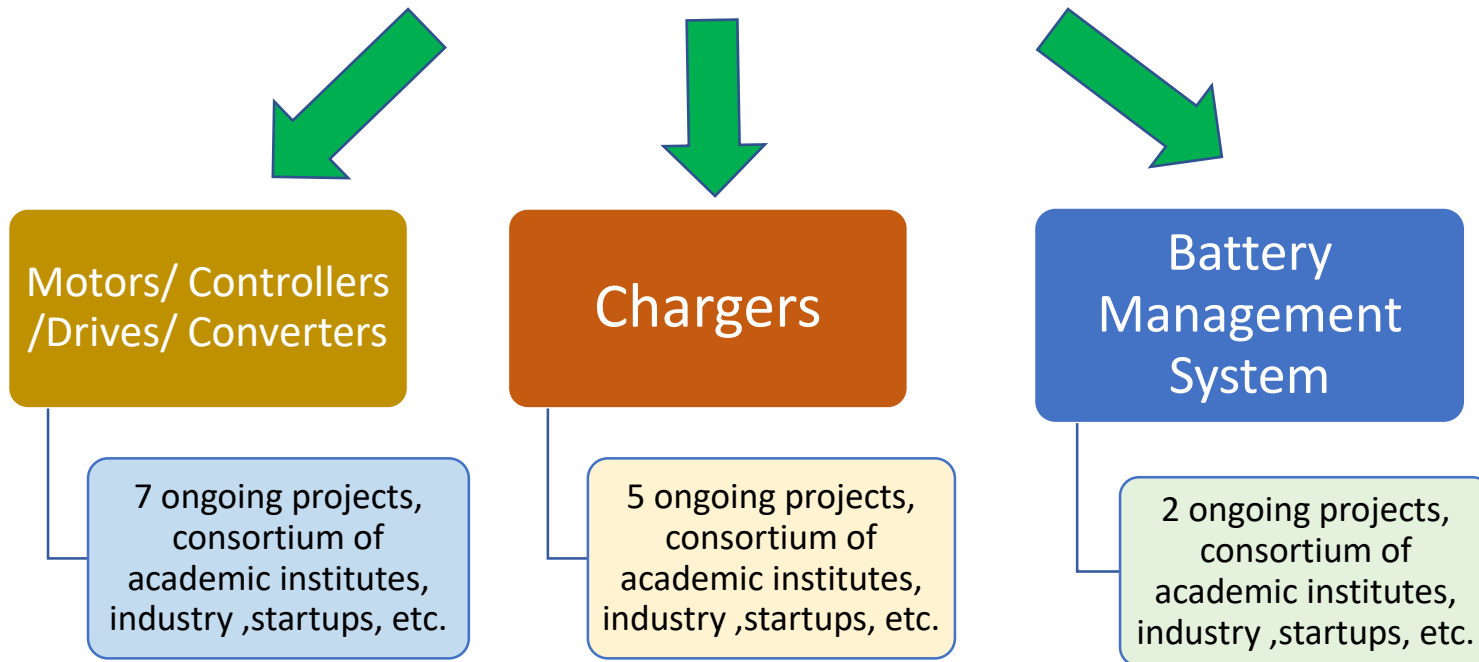 Motors/ Controllers
/Drives/ Converters
Chargers
Battery
Management
System
7 ongoing projects,
consortium of
academic institutes,
industry ,startups, etc.
5 ongoing projects,
consortium of
academic institutes,
industry ,startups, etc.
2 ongoing projects,
consortium of
academic institutes,
industry ,startups, etc.